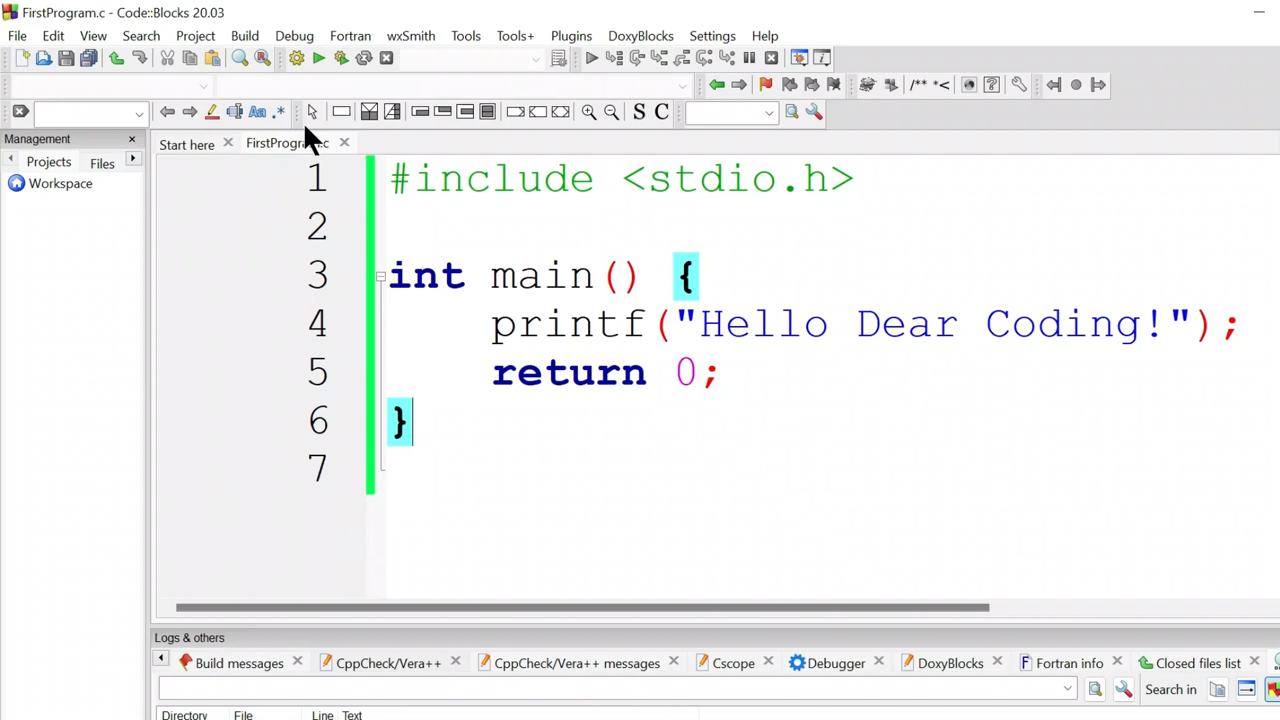 FirstProgram.c - Code::Blocks 20.03
File Edit View Search Project Build Debug Fortran wxSmith Tools Tools+ Plugins DoxyBlocks Settings Help
/** *<
Aa .* S C
Management
Projects Files
Workspace
Start here FirstProgram.c
1 #include <stdio.h>
2
3 int main() {
4 printf("Hello Dear Coding!");
5 return 0;
6 }
7
Logs & others
Build messages CppCheck/Vera++ CppCheck/Vera++ messages Cscope Debugger DoxyBlocks Fortran info Closed files list
Search in
Directory File Line Text